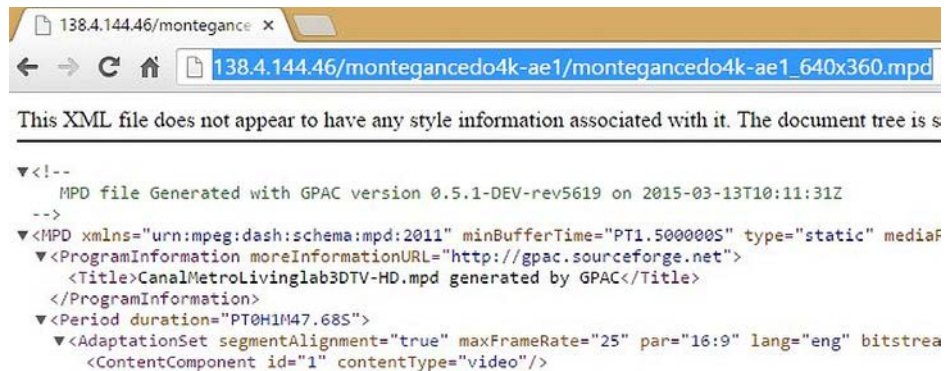 138.4.144.46/montegance
138.4.144.46/montegancedo4k-ae1/montegancedo4k-ae1_640x360.mpd
This XML file does not appear to have any style information associated with it. The document tree is s
▼<!--
MPD file Generated with GPAC version 0.5.1-DEV-rev5619 on 2015-03-13T10:11:31Z
-->
▼<MPD xmlns="urn:mpeg:dash:schema:mpd:2011" minBufferTime="PT1.500000S" type="static" mediaP
▼<ProgramInformation moreInformationURL="http://gpac.sourceforge.net">
<Title>CanalMetroLivinglab3DTV-HD.mpd generated by GPAC</Title>
</ProgramInformation>
▼<Period duration="PT0H1M47.68S">
▼<AdaptationSet segmentAlignment="true" maxFrameRate="25" par="16:9" lang="eng" bitstrea
<ContentComponent id="1" contentType="video"/>